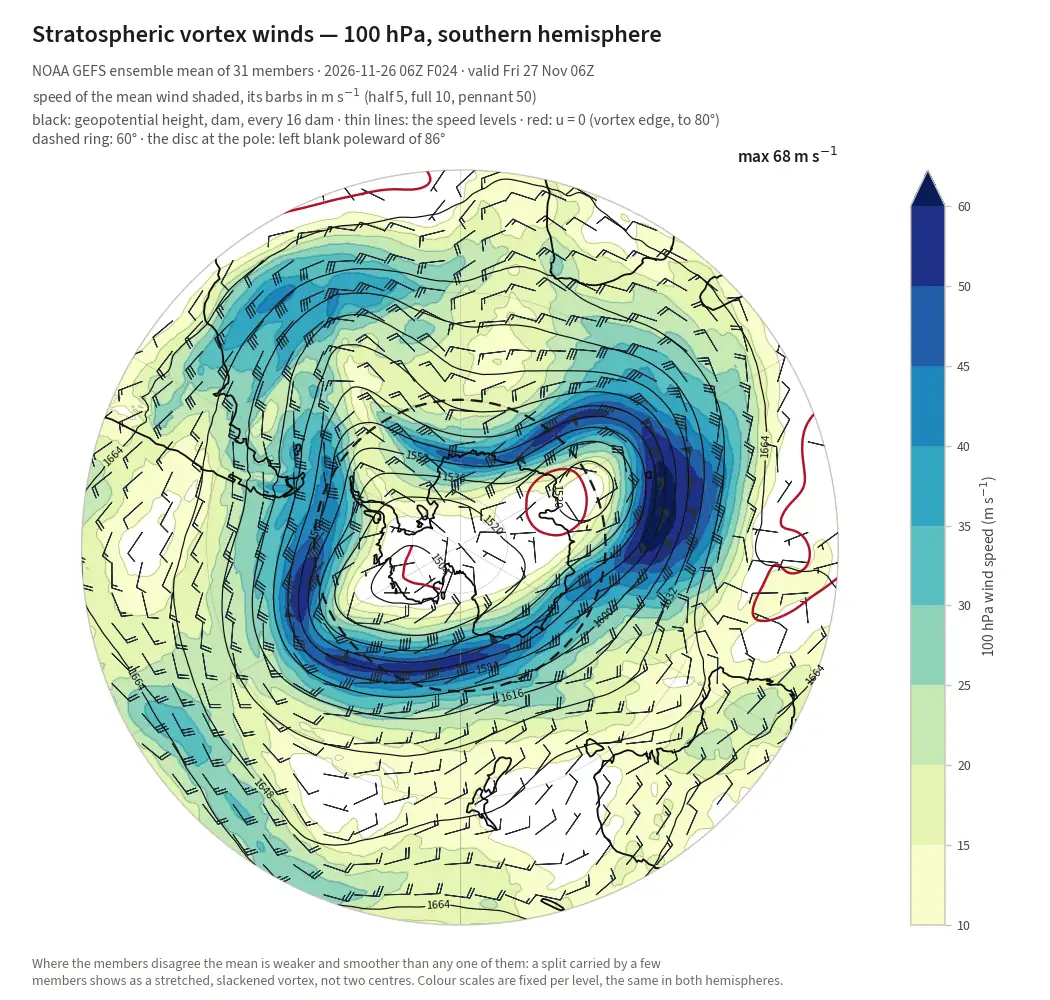 Stratospheric vortex winds — 100 hPa, southern hemisphere
NOAA GEFS ensemble mean of 31 members · 2026-11-26 06Z F024 · valid Fri 27 Nov 06Z
speed of the mean wind shaded, its barbs in m s⁻¹ (half 5, full 10, pennant 50)
black: geopotential height, dam, every 16 dam · thin lines: the speed levels · red: u = 0 (vortex edge, to 80°)
dashed ring: 60° · the disc at the pole: left blank poleward of 86°
max 68 m s⁻¹
60
50
45
40
35
30
25
20
15
10
100 hPa wind speed (m s⁻¹)
1664
1664
1520
1632
1600
1664
1616
1664
1648
1664
Where the members disagree the mean is weaker and smoother than any one of them: a split carried by a few
members shows as a stretched, slackened vortex, not two centres. Colour scales are fixed per level, the same in both hemispheres.